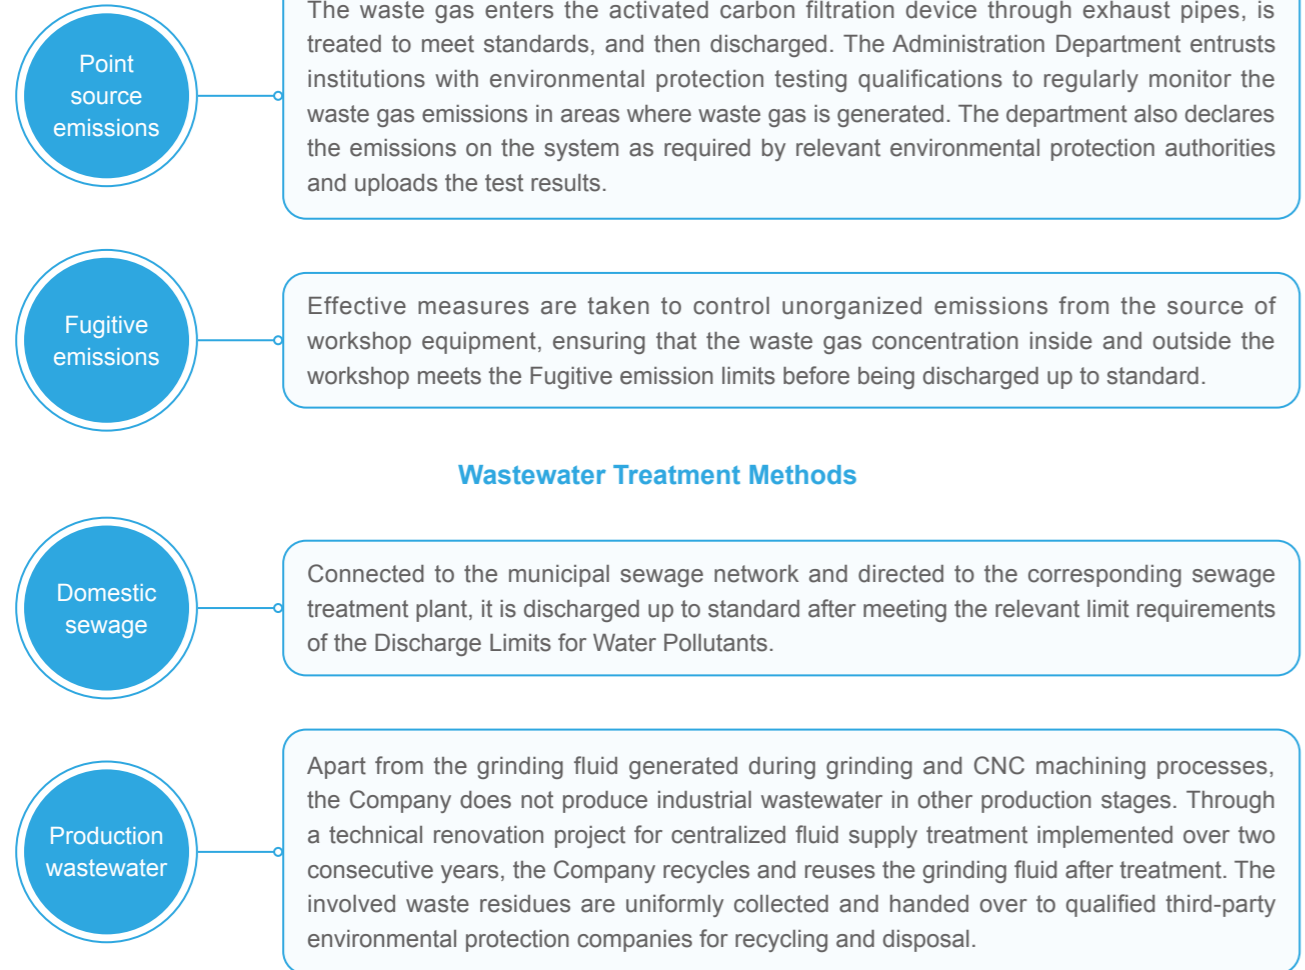 Point
source
emissions
The waste gas enters the activated carbon filtration device through exhaust pipes, is
treated to meet standards, and then discharged. The Administration Department entrusts
institutions with environmental protection testing qualifications to regularly monitor the
waste gas emissions in areas where waste gas is generated. The department also declares
the emissions on the system as required by relevant environmental protection authorities
and uploads the test results.
Fugitive
emissions
Effective measures are taken to control unorganized emissions from the source of
workshop equipment, ensuring that the waste gas concentration inside and outside the
workshop meets the Fugitive emission limits before being discharged up to standard.
Wastewater Treatment Methods
Domestic
sewage
Connected to the municipal sewage network and directed to the corresponding sewage
treatment plant, it is discharged up to standard after meeting the relevant limit requirements
of the Discharge Limits for Water Pollutants.
Production
wastewater
Apart from the grinding fluid generated during grinding and CNC machining processes,
the Company does not produce industrial wastewater in other production stages. Through
a technical renovation project for centralized fluid supply treatment implemented over two
consecutive years, the Company recycles and reuses the grinding fluid after treatment. The
involved waste residues are uniformly collected and handed over to qualified third-party
environmental protection companies for recycling and disposal.